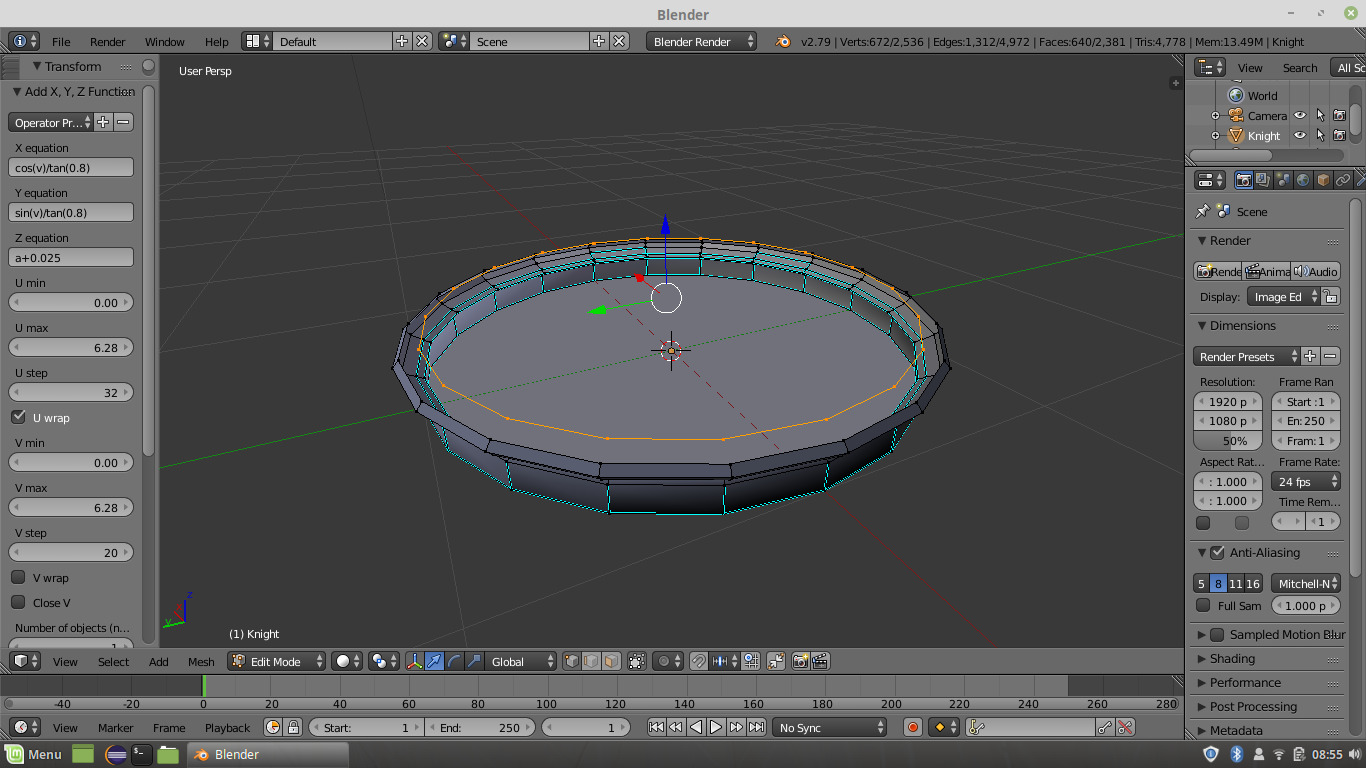 Blender
File Render Window Help Default Scene Blender Render v2.79 | Verts:672/2,536 | Edges:1,312/4,972 | Faces:640/2,381 | Tris:4,778 | Mem:13.49M | Knight
Transform
Add X, Y, Z Function
Operator Pr...
X equation
cos(v)/tan(0.8)
Y equation
sin(v)/tan(0.8)
Z equation
a+0.025
U min
0.00
U max
6.28
U step
32
U wrap
V min
0.00
V max
6.28
V step
20
V wrap
Close V
Number of objects (n...
1
User Persp
z
y
(1) Knight
View Search All Sc
World
Camera
Knight
Scene
Render
Rende Anima Audio
Display: Image Ed
Dimensions
Render Presets
Resolution: Frame Ran
1920 p Start :1
1080 p En: 250
50% Fram: 1
Aspect Rat... Frame Rate:
: 1.000 24 fps
: 1.000 Time Rem...
1
Anti-Aliasing
5 8 11 16 Mitchell-N
Full Sam 1.000 p
Sampled Motion Blur
Shading
Performance
Post Processing
Metadata
View Select Add Mesh Edit Mode Global
-40 -20 0 20 40 60 80 100 120 140 160 180 200 220 240 260 280
View Marker Frame Playback Start: 1 End: 250 1 No Sync
Menu Blender 08:55